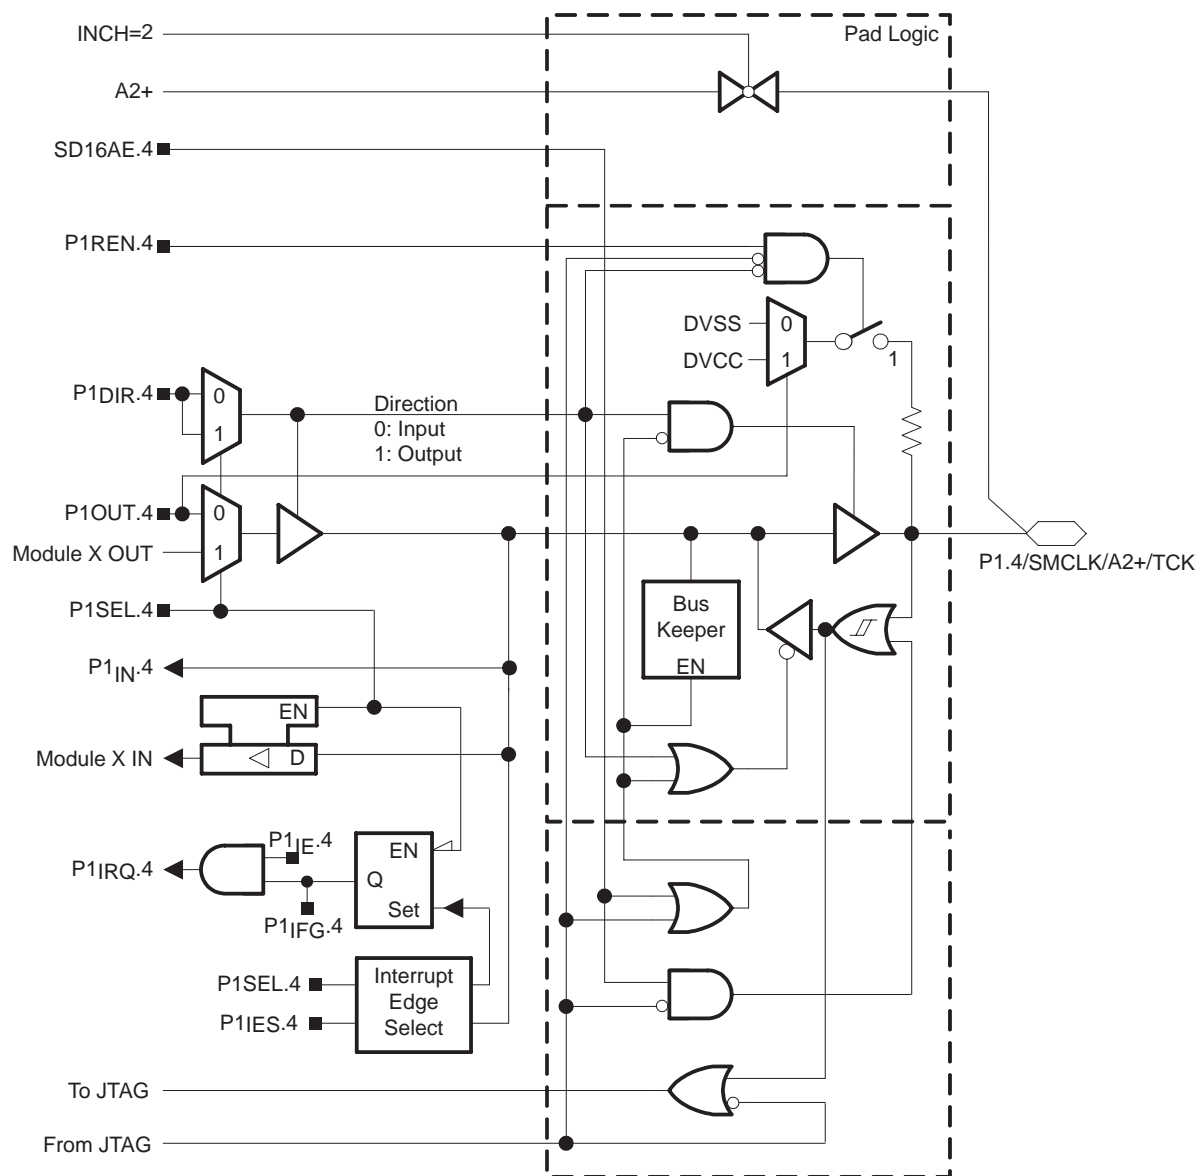 INCH=2
Pad Logic
A2+
SD16AE.4
P1REN.4
DVSS
0
DVCC
1
1
P1DIR.4
0
1
Direction
0: Input
1: Output
P1OUT.4
0
Module X OUT
1
P1.4/SMCLK/A2+/TCK
P1SEL.4
Bus
Keeper
EN
P1IN.4
EN
Module X IN
D
P1IE.4
P1IRQ.4
EN
Q
Set
P1IFG.4
P1SEL.4
P1IES.4
Interrupt
Edge
Select
To JTAG
From JTAG